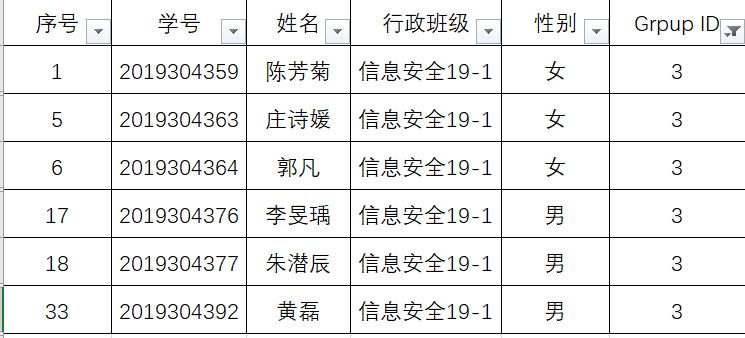 序号 学号 姓名 行政班级 性别 Grpup ID
1 2019304359 陈芳菊 信息安全19-1 女 3
5 2019304363 庄诗媛 信息安全19-1 女 3
6 2019304364 郭凡 信息安全19-1 女 3
17 2019304376 李旻瑀 信息安全19-1 男 3
18 2019304377 朱潜辰 信息安全19-1 男 3
33 2019304392 黄磊 信息安全19-1 男 3